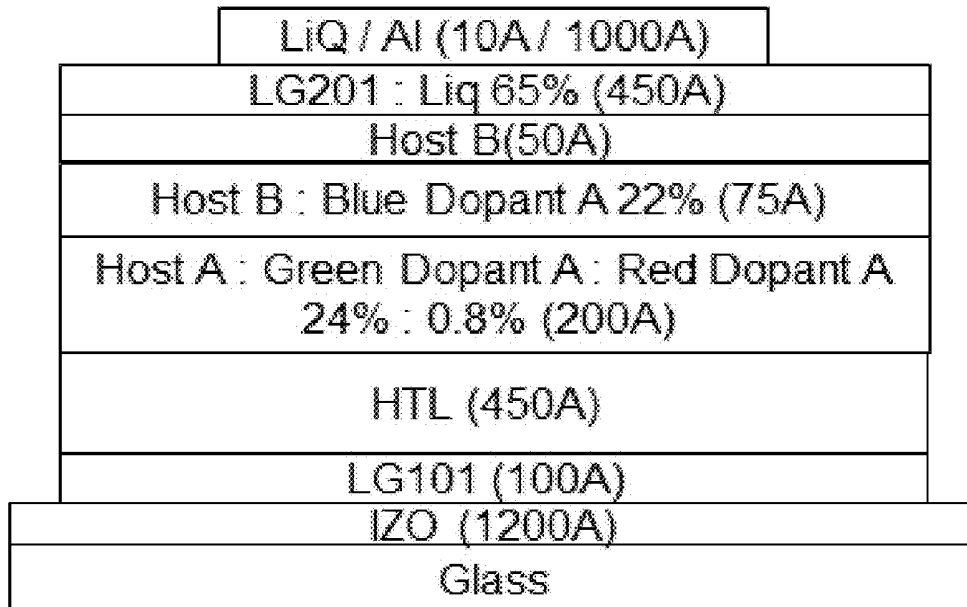 LiQ / Al (10A / 1000A)
LG201 : Liq 65% (450A)
Host B(50A)
Host B : Blue Dopant A 22% (75A)
Host A : Green Dopant A : Red Dopant A
24% : 0.8% (200A)
HTL (450A)
LG101 (100A)
IZO (1200A)
Glass